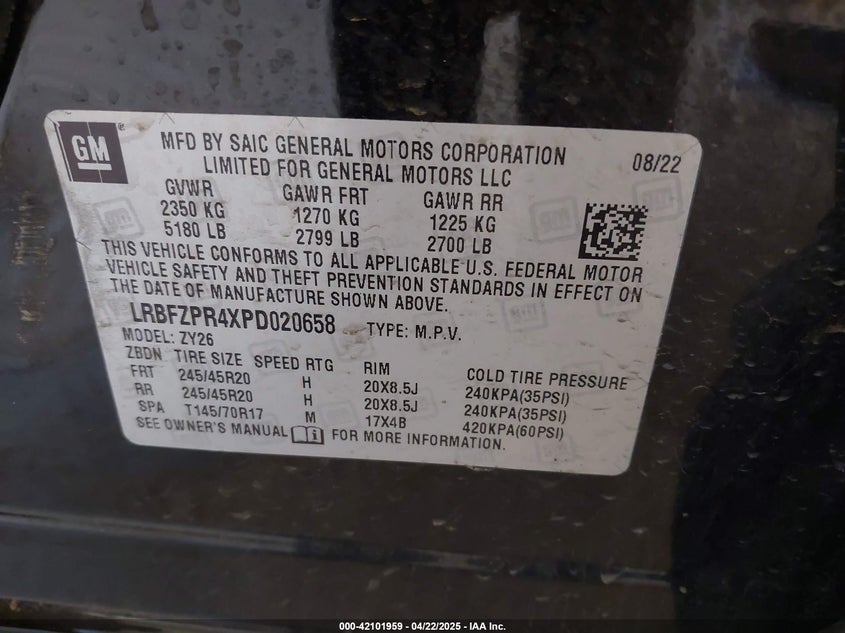 GM
MFD BY SAIC GENERAL MOTORS CORPORATION 08/22
LIMITED FOR GENERAL MOTORS LLC
GVWR GAWR FRT GAWR RR
2350 KG 1270 KG 1225 KG
5180 LB 2799 LB 2700 LB
THIS VEHICLE CONFORMS TO ALL APPLICABLE U.S. FEDERAL MOTOR
VEHICLE SAFETY AND THEFT PREVENTION STANDARDS IN EFFECT ON
THE DATE OF MANUFACTURE SHOWN ABOVE.
LRBFZPR4XPD020658 TYPE: M.P.V.
MODEL: ZY26
ZBDN TIRE SIZE SPEED RTG RIM COLD TIRE PRESSURE
FRT 245/45R20 H 20X8.5J 240KPA(35PSI)
RR 245/45R20 H 20X8.5J 240KPA(35PSI)
SPA T145/70R17 M 17X4B 420KPA(60PSI)
SEE OWNER'S MANUAL FOR MORE INFORMATION.
000-42101959 | 04/22/2025 | IAA Inc.